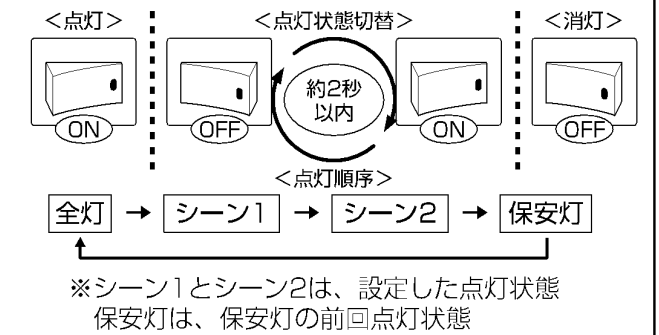 ＜点灯＞ ＜点灯状態切替＞ ＜消灯＞
約2秒
以内
ON OFF ON OFF
＜点灯順序＞
全灯 → シーン1 → シーン2 → 保安灯
※シーン1とシーン2は、設定した点灯状態
保安灯は、保安灯の前回点灯状態